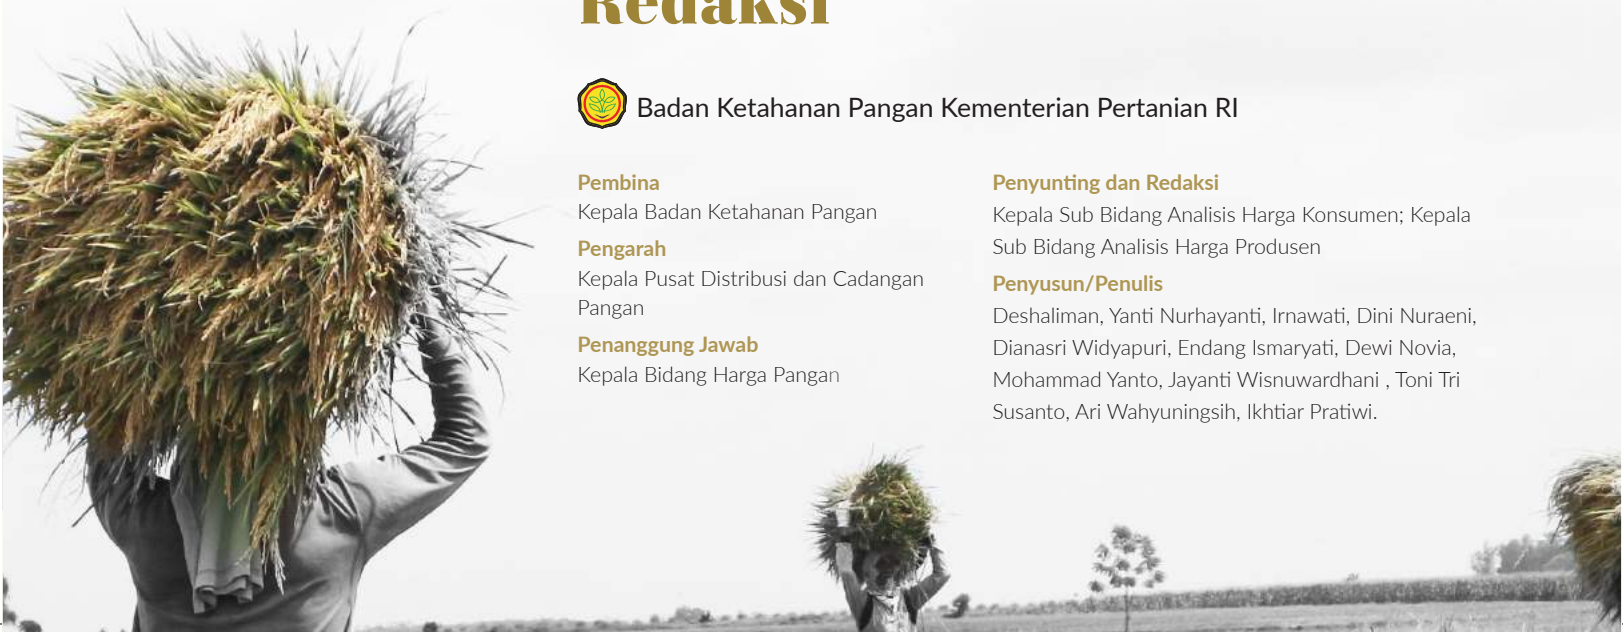 Redaksi
Badan Ketahanan Pangan Kementerian Pertanian RI
Pembina
Kepala Badan Ketahanan Pangan
Pengarah
Kepala Pusat Distribusi dan Cadangan
Pangan
Penanggung Jawab
Kepala Bidang Harga Pangan
Penyunting dan Redaksi
Kepala Sub Bidang Analisis Harga Konsumen; Kepala
Sub Bidang Analisis Harga Produsen
Penyusun/Penulis
Deshaliman, Yanti Nurhayanti, Irnawati, Dini Nuraeni,
Dianasri Widyapuri, Endang Ismaryati, Dewi Novia,
Mohammad Yanto, Jayanti Wisnuwardhani , Toni Tri
Susanto, Ari Wahyuningsih, Ikhtiar Pratiwi.